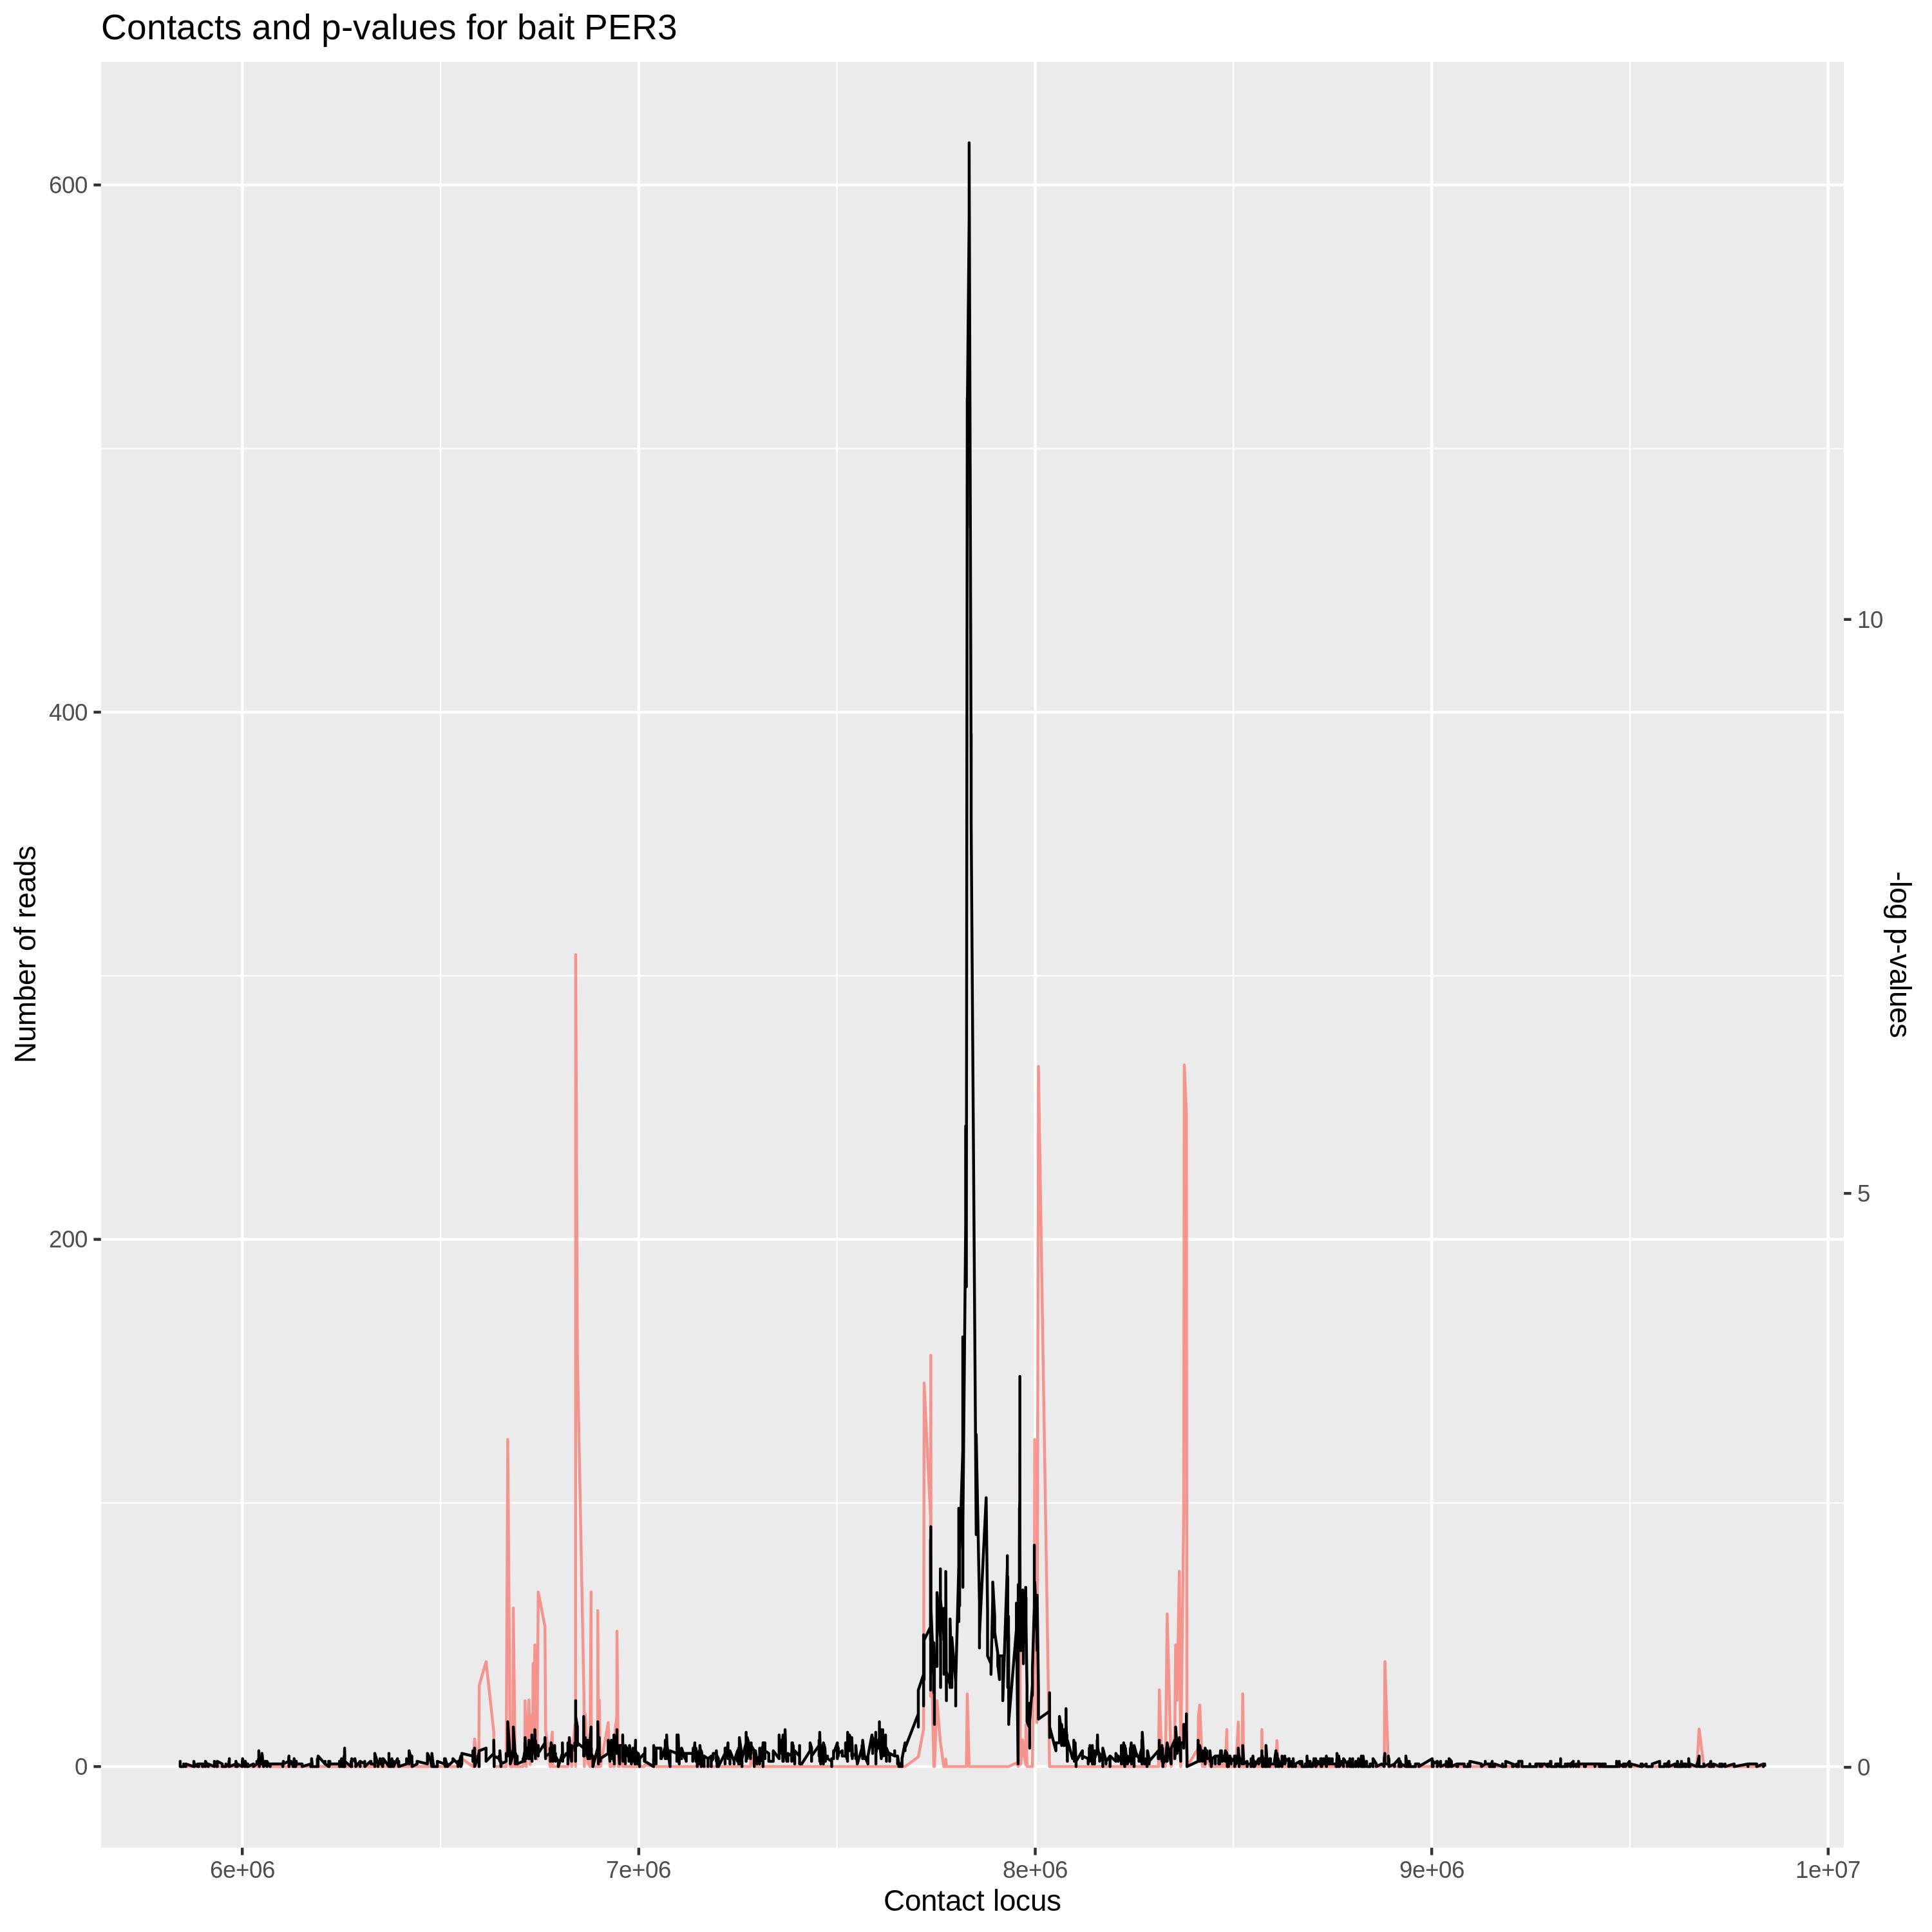 Contacts and p-values for bait PER3
600
400
200
0
Number of reads
10
5
0
-log p-values
6e+06
7e+06
8e+06
9e+06
1e+07
Contact locus